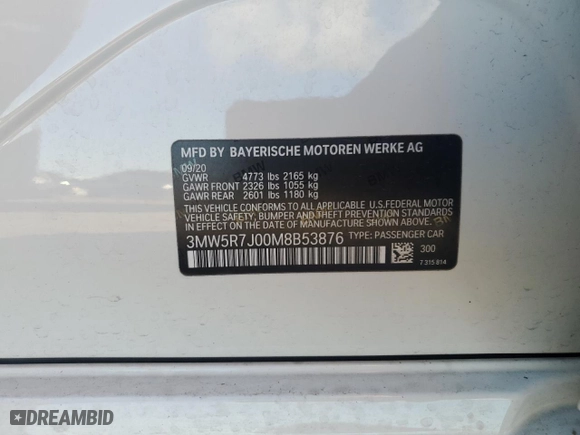 MFD BY BAYERISCHE MOTOREN WERKE AG
09/20
GVWR 4773 lbs 2165 kg
GAWR FRONT 2326 lbs 1055 kg
GAWR REAR 2601 lbs 1180 kg
THIS VEHICLE CONFORMS TO ALL APPLICABLE U.S.FEDERAL MOTOR
VEHICLE SAFETY, BUMPER AND THEFT PREVENTION STANDARDS
IN EFFECT ON THE DATE OF MANUFACTURE SHOWN ABOVE.
3MW5R7J00M8B53876 TYPE: PASSENGER CAR
300
7 315 814
DREAMBID